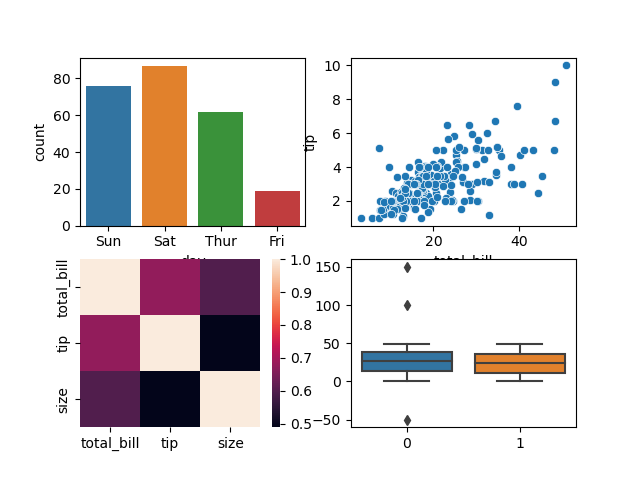 80
60
40
20
0
count
Sun Sat Thur Fri
10
8
6
4
2
tip
20 40
total_bill
total_bill
tip
size
total_bill tip size
1.0
0.9
0.8
0.7
0.6
0.5
150
100
50
0
−50
0 1